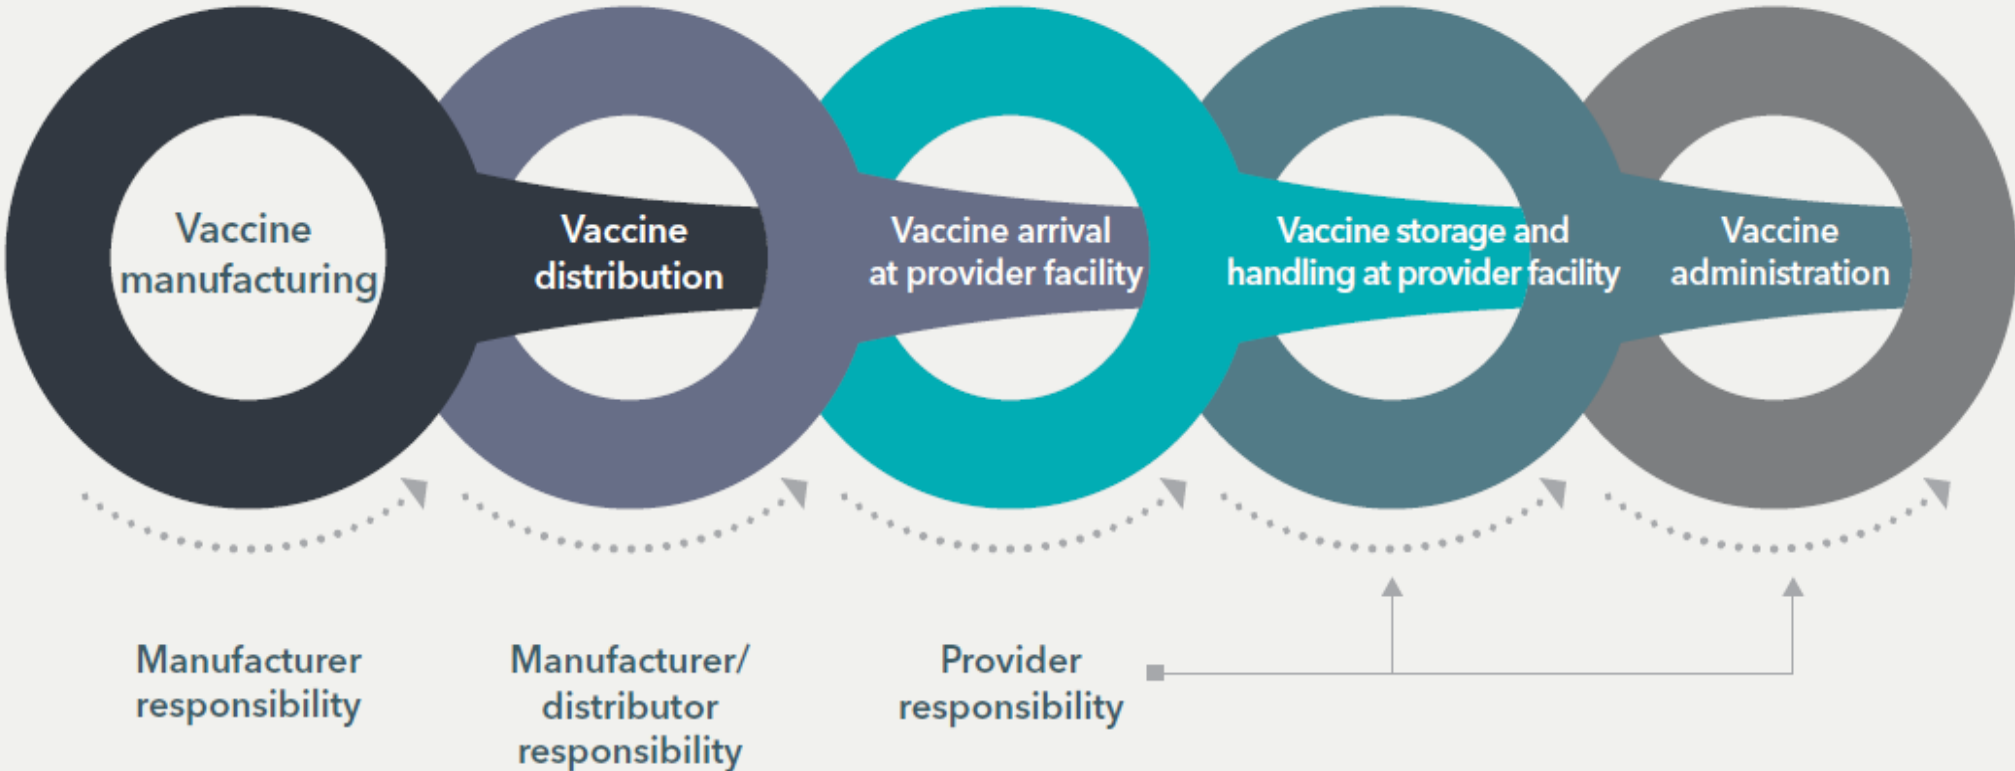 Vaccine
manufacturing
Vaccine
distribution
Vaccine arrival
at provider facility
Vaccine storage and
handling at provider facility
Vaccine
administration
Manufacturer
responsibility
Manufacturer/
distributor
responsibility
Provider
responsibility